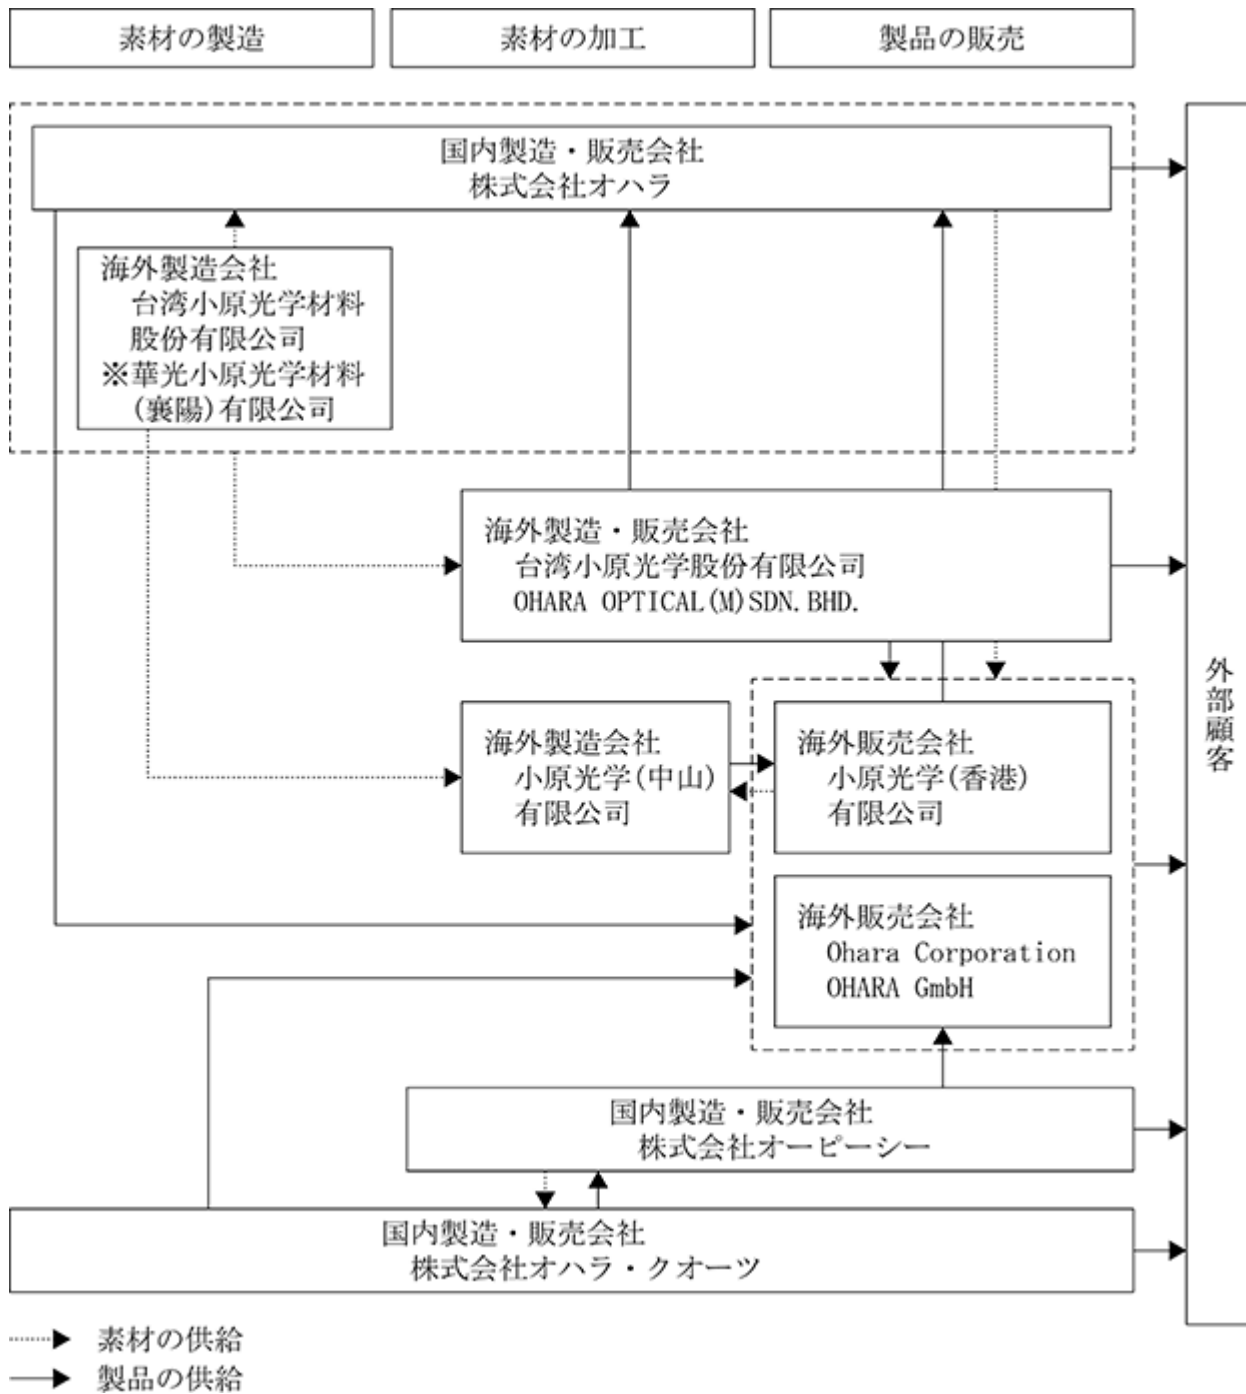 素材の製造
素材の加工
製品の販売
国内製造・販売会社
株式会社オハラ
海外製造会社
台湾小原光学材料
股份有限公司
※華光小原光学材料
(襄陽)有限公司
海外製造・販売会社
台湾小原光学股份有限公司
OHARA OPTICAL(M)SDN.BHD.
海外製造会社
小原光学(中山)
有限公司
海外販売会社
小原光学(香港)
有限公司
海外販売会社
Ohara Corporation
OHARA GmbH
外部顧客
国内製造・販売会社
株式会社オーピーシー
国内製造・販売会社
株式会社オハラ・クオーツ
素材の供給
製品の供給